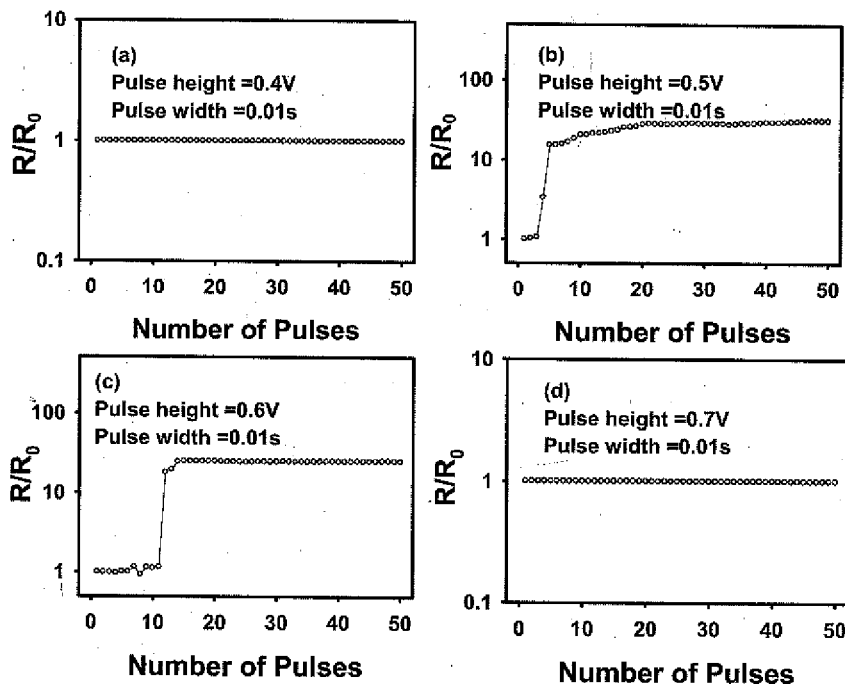 (a)
Pulse height =0.4V
Pulse width =0.01s
10
1
0.1
R/R0
0 10 20 30 40 50
Number of Pulses
(b)
Pulse height =0.5V
Pulse width =0.01s
100
10
1
R/R0
0 10 20 30 40 50
Number of Pulses
(c)
Pulse height =0.6V
Pulse width =0.01s
100
10
1
R/R0
0 10 20 30 40 50
Number of Pulses
(d)
Pulse height =0.7V
Pulse width =0.01s
10
1
0.1
R/R0
0 10 20 30 40 50
Number of Pulses